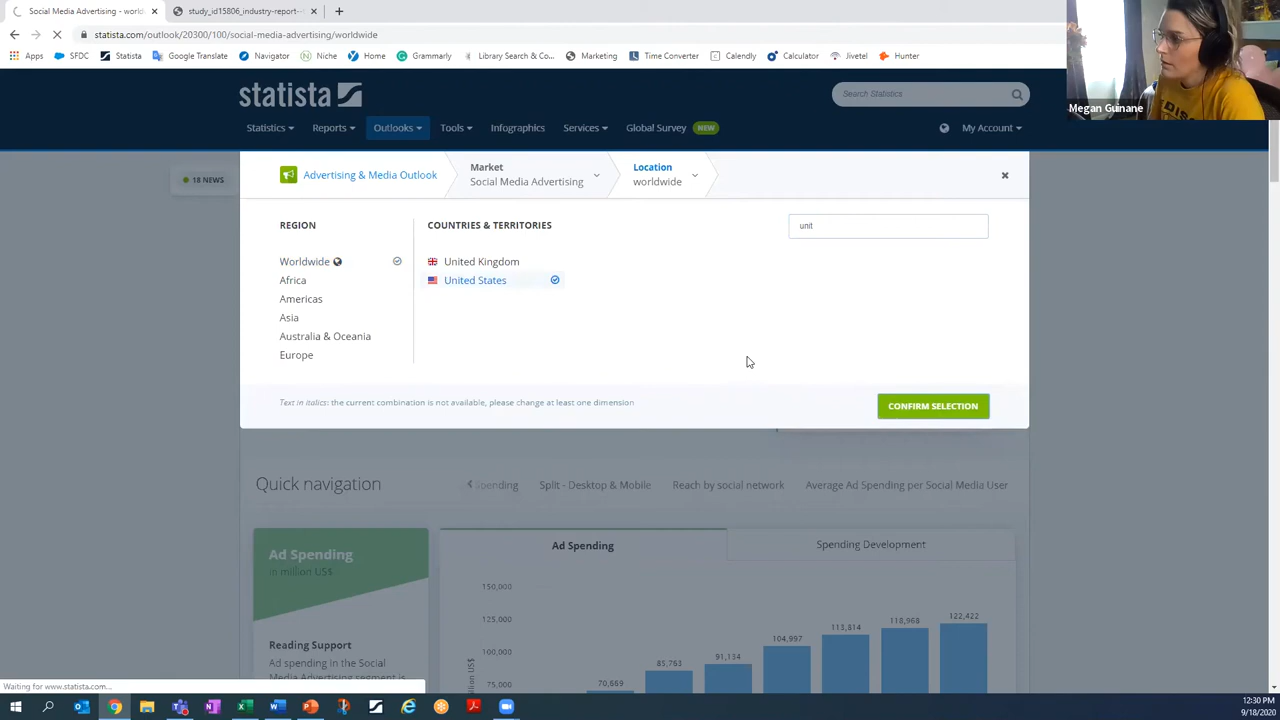 Social Media Advertising - worl
study_id15806_industry-report--
statista.com/outlook/20300/100/social-media-advertising/worldwide
Apps SFDC Statista Google Translate Navigator Niche Home Grammarly Library Search & Co... Marketing Time Converter Calendly Calculator Jivetel Hunter
Megan Guinane
statista
Search Statistics
Statistics Reports Outlooks Tools Infographics Services Global Survey NEW My Account
18 NEWS
Advertising & Media Outlook
Market
Social Media Advertising
Location
worldwide
REGION
COUNTRIES & TERRITORIES
unit
Worldwide
United Kingdom
Africa
United States
Americas
Asia
Australia & Oceania
Europe
Text in italics: the current combination is not available, please change at least one dimension
CONFIRM SELECTION
Quick navigation
Spending Split - Desktop & Mobile Reach by social network Average Ad Spending per Social Media User
Ad Spending
in million US$
Ad Spending
Spending Development
Reading Support
Ad spending in the Social
Media Advertising segment is
150,000
125,000
100,000
75,000
million US$
70,669
85,763
91,134
104,997
113,814
118,968
122,422
Waiting for www.statista.com...
12:30 PM
9/18/2020